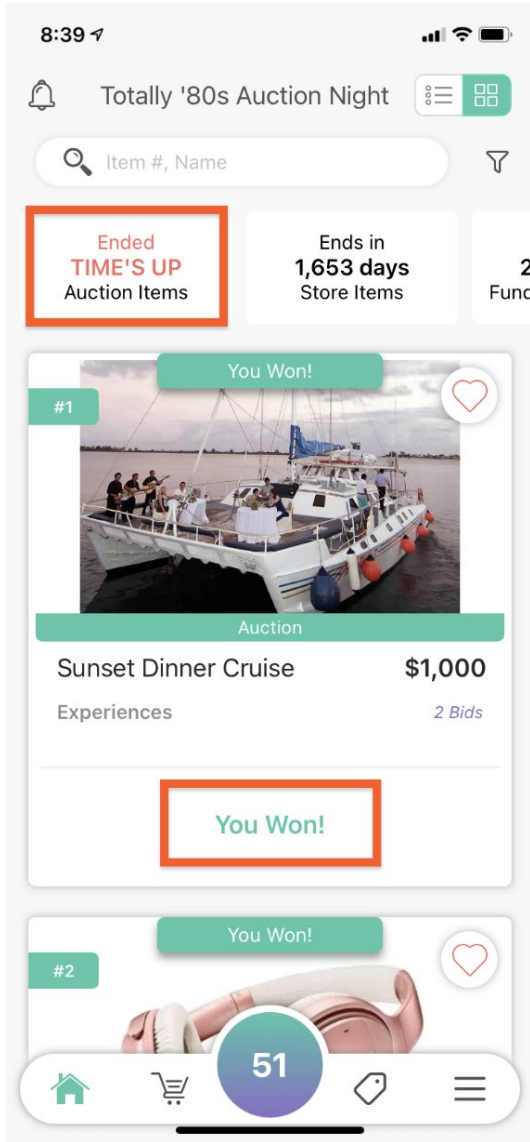 8:39
Totally '80s Auction Night
Item #, Name
Ended
TIME'S UP
Auction Items
Ends in
1,653 days
Store Items
2
Fund
You Won!
#1
Auction
Sunset Dinner Cruise
$1,000
Experiences
2 Bids
You Won!
You Won!
#2
51